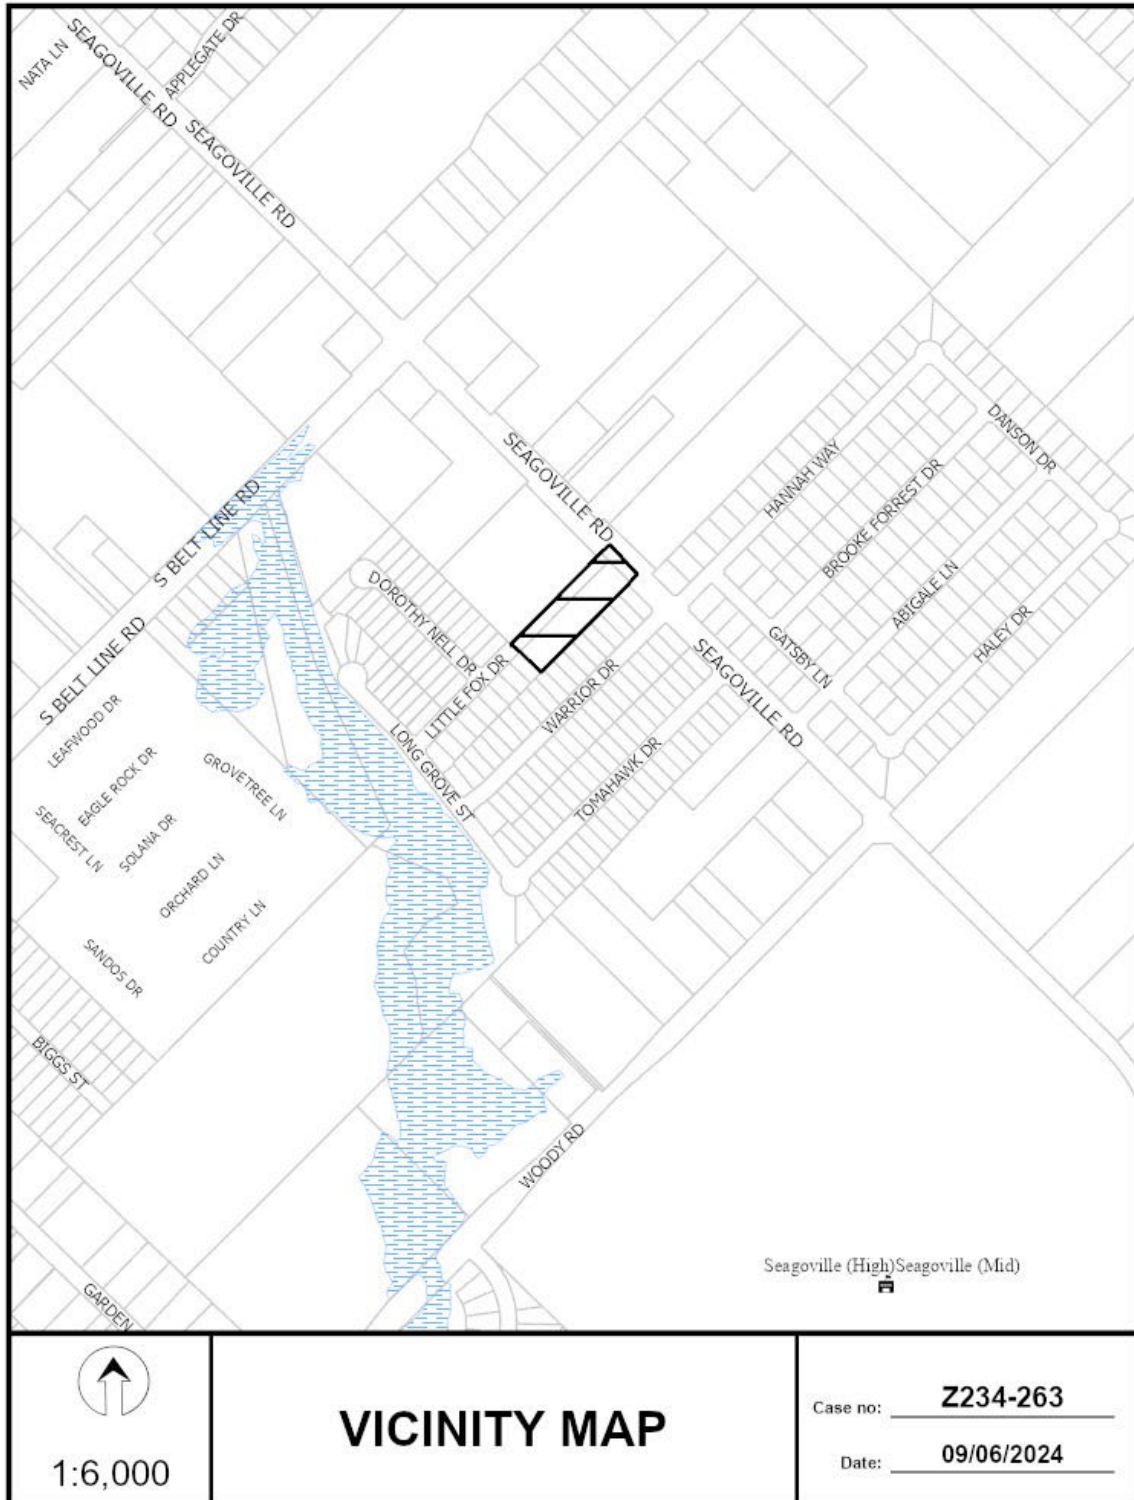 NATA LN
SEAGOVILLE RD
APPLEGATE DR
SEAGOVILLE RD
SEAGOVILLE RD
DANSON DR
HANNAH WAY
BROOKE FORREST DR
S BELT LINE RD
DOROTHY NELL DR
ABIGALE LN
HALEY DR
GATSBY LN
LITTLE FOX DR
WARRIOR DR
SEAGOVILLE RD
S BELT LINE RD
LEAFWOOD DR
LONG GROVE ST
TOMAHAWK DR
EAGLE ROCK DR
GROVETREE LN
SEACREST LN
SOLANA DR
ORCHARD LN
COUNTRY LN
SANDOS DR
BIGGS ST
WOODY RD
Seagoville (High)Seagoville (Mid)
GARDEN
1:6,000
VICINITY MAP
Case no: Z234-263
Date: 09/06/2024